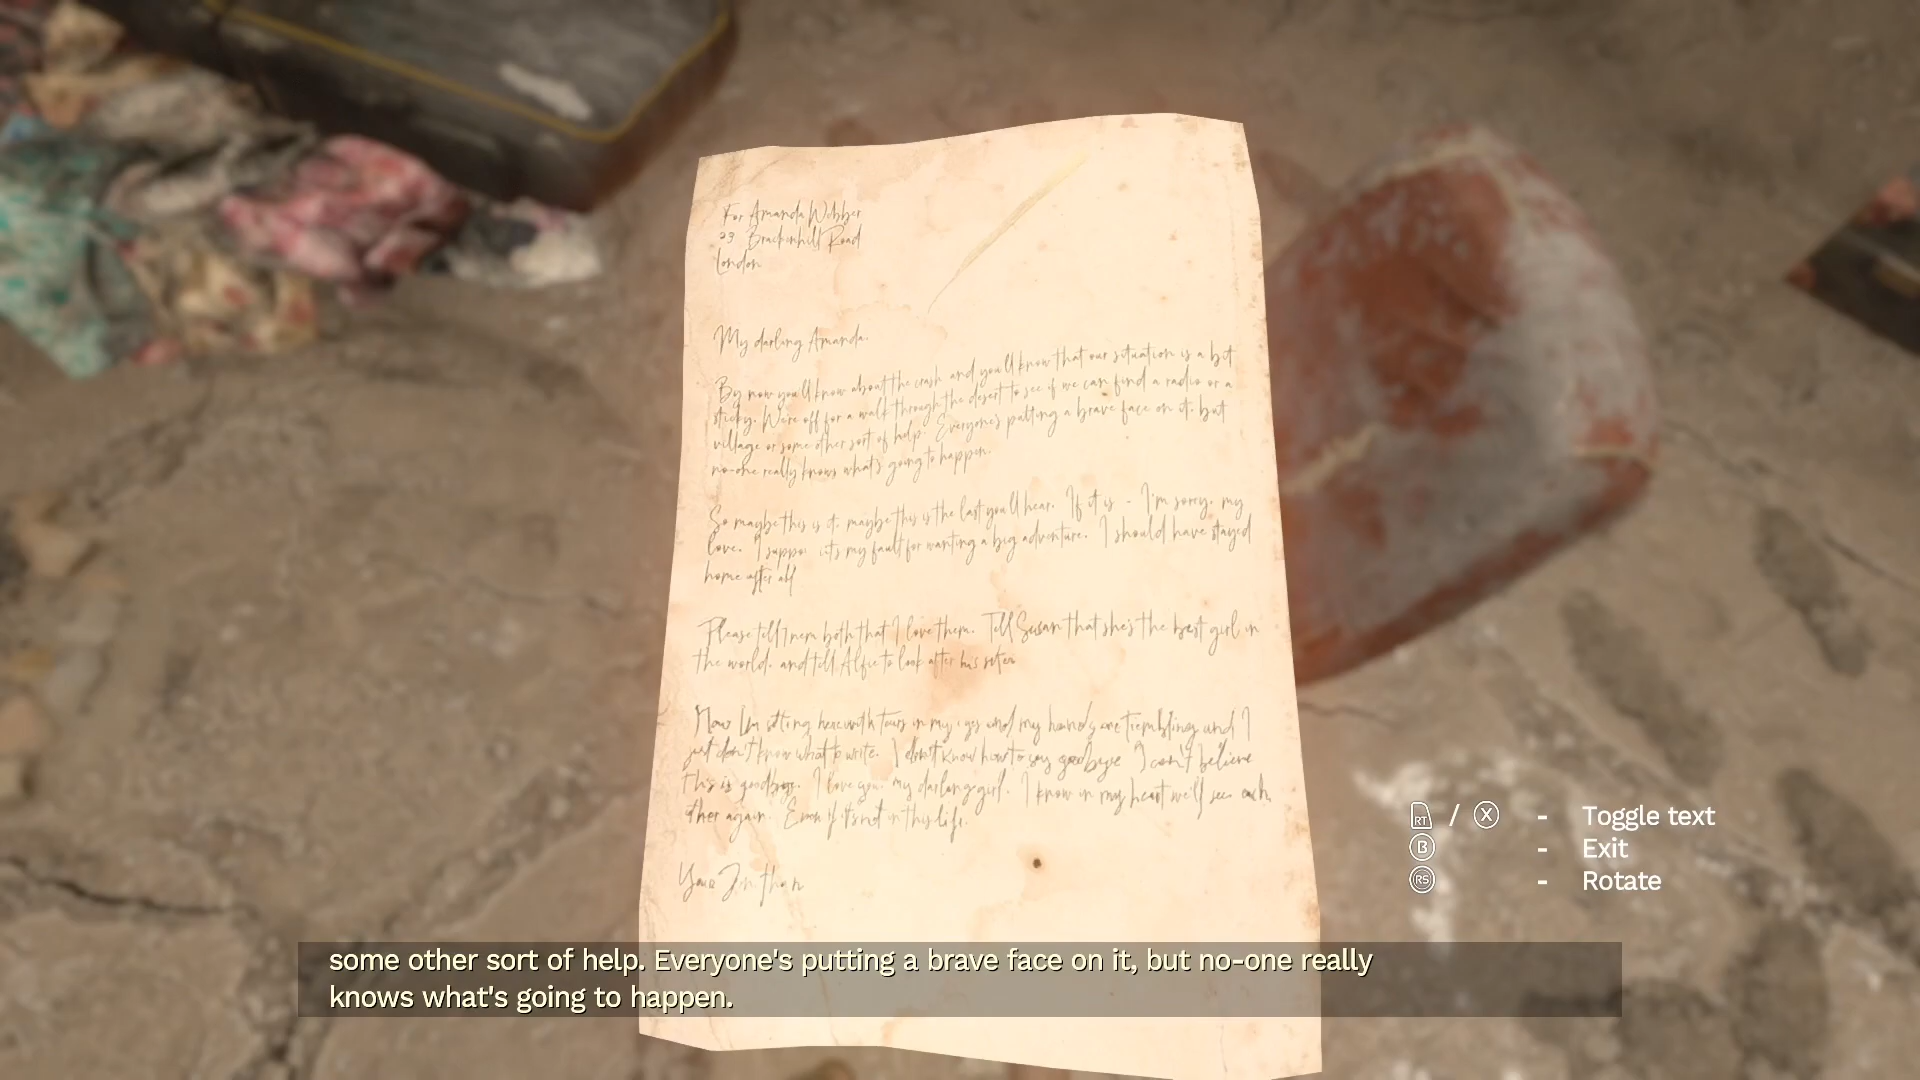 For Amanda Webber
29 Brackenhill Road
London
My darling Amanda.
By now you'll know about the crash and you'll know that our situation is a bit
sticky. We're off for a walk through the desert to see if we can find a radio or a
village or some other sort of help. Everyone's putting a brave face on it, but
no-one really knows what's going to happen.
So maybe this is it, maybe this is the last you'll hear. If it is - I'm sorry, my
love. I suppo it's my fault for wanting a big adventure. I should have stayed
home after all
Please tell them both that I love them. Tell Susan that she's the best girl in
the world, and tell Alfie to look after his sister
Now I'm sitting here with tears in my eyes and my hands are trembling and I
just don't know what to write. I don't know how to say goodbye I can't believe
this is goodbye. I love you, my darling girl. I know in my heart we'll see each
other again. Even if it's not in this life.
Your Jonathan
RT / X - Toggle text
B - Exit
RS - Rotate
some other sort of help. Everyone's putting a brave face on it, but no-one really
knows what's going to happen.